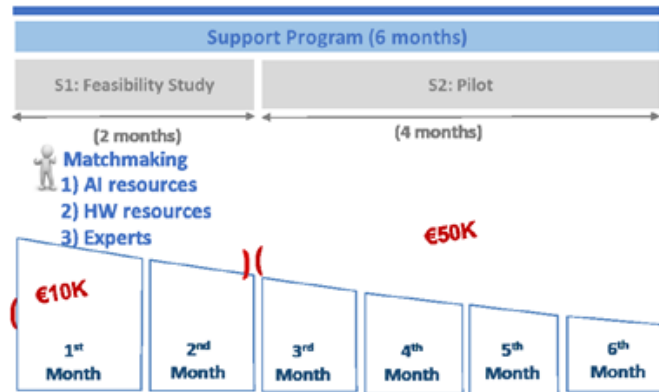 Support Program (6 months)
S1: Feasibility Study
S2: Pilot
(2 months)
(4 months)
Matchmaking
1) AI resources
2) HW resources
3) Experts
€50K
€10K
1st
Month
2nd
Month
3rd
Month
4th
Month
5th
Month
6th
Month